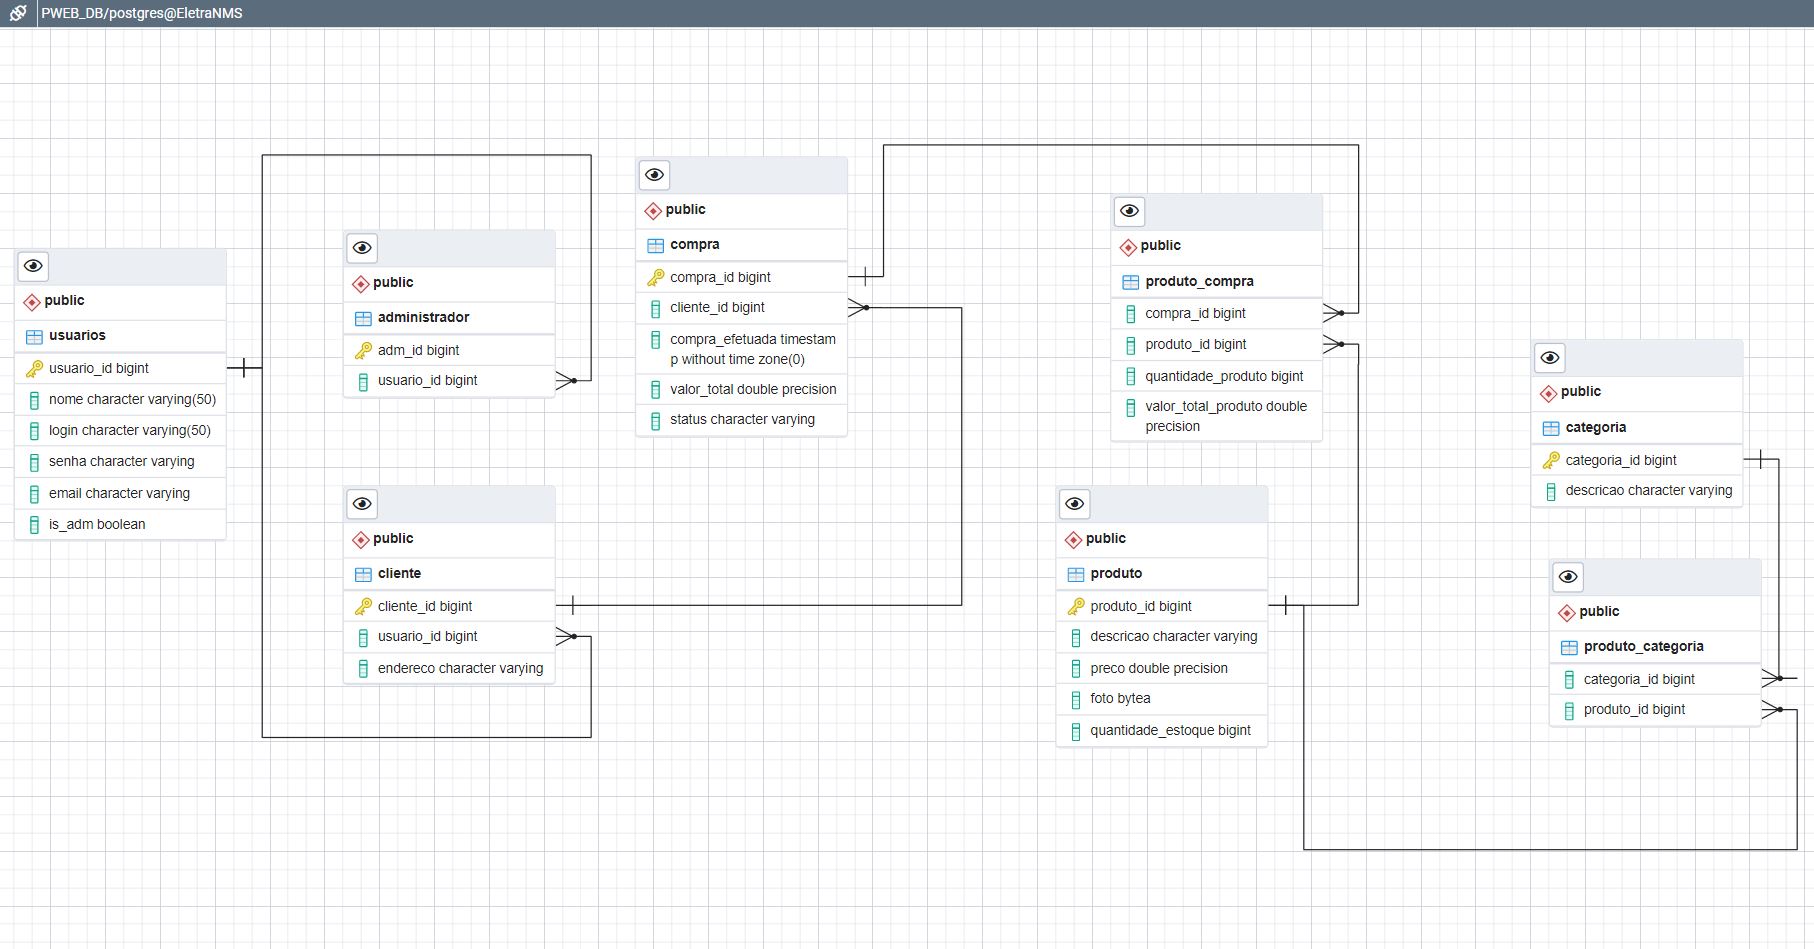 PWEB_DB/postgres@EletraNMS
public
usuarios
usuario_id bigint
nome character varying(50)
login character varying(50)
senha character varying
email character varying
is_adm boolean
public
administrador
adm_id bigint
usuario_id bigint
public
cliente
cliente_id bigint
usuario_id bigint
endereco character varying
public
compra
compra_id bigint
cliente_id bigint
compra_efetuada timestam
p without time zone(0)
valor_total double precision
status character varying
public
produto_compra
compra_id bigint
produto_id bigint
quantidade_produto bigint
valor_total_produto double
precision
public
produto
produto_id bigint
descricao character varying
preco double precision
foto bytea
quantidade_estoque bigint
public
categoria
categoria_id bigint
descricao character varying
public
produto_categoria
categoria_id bigint
produto_id bigint